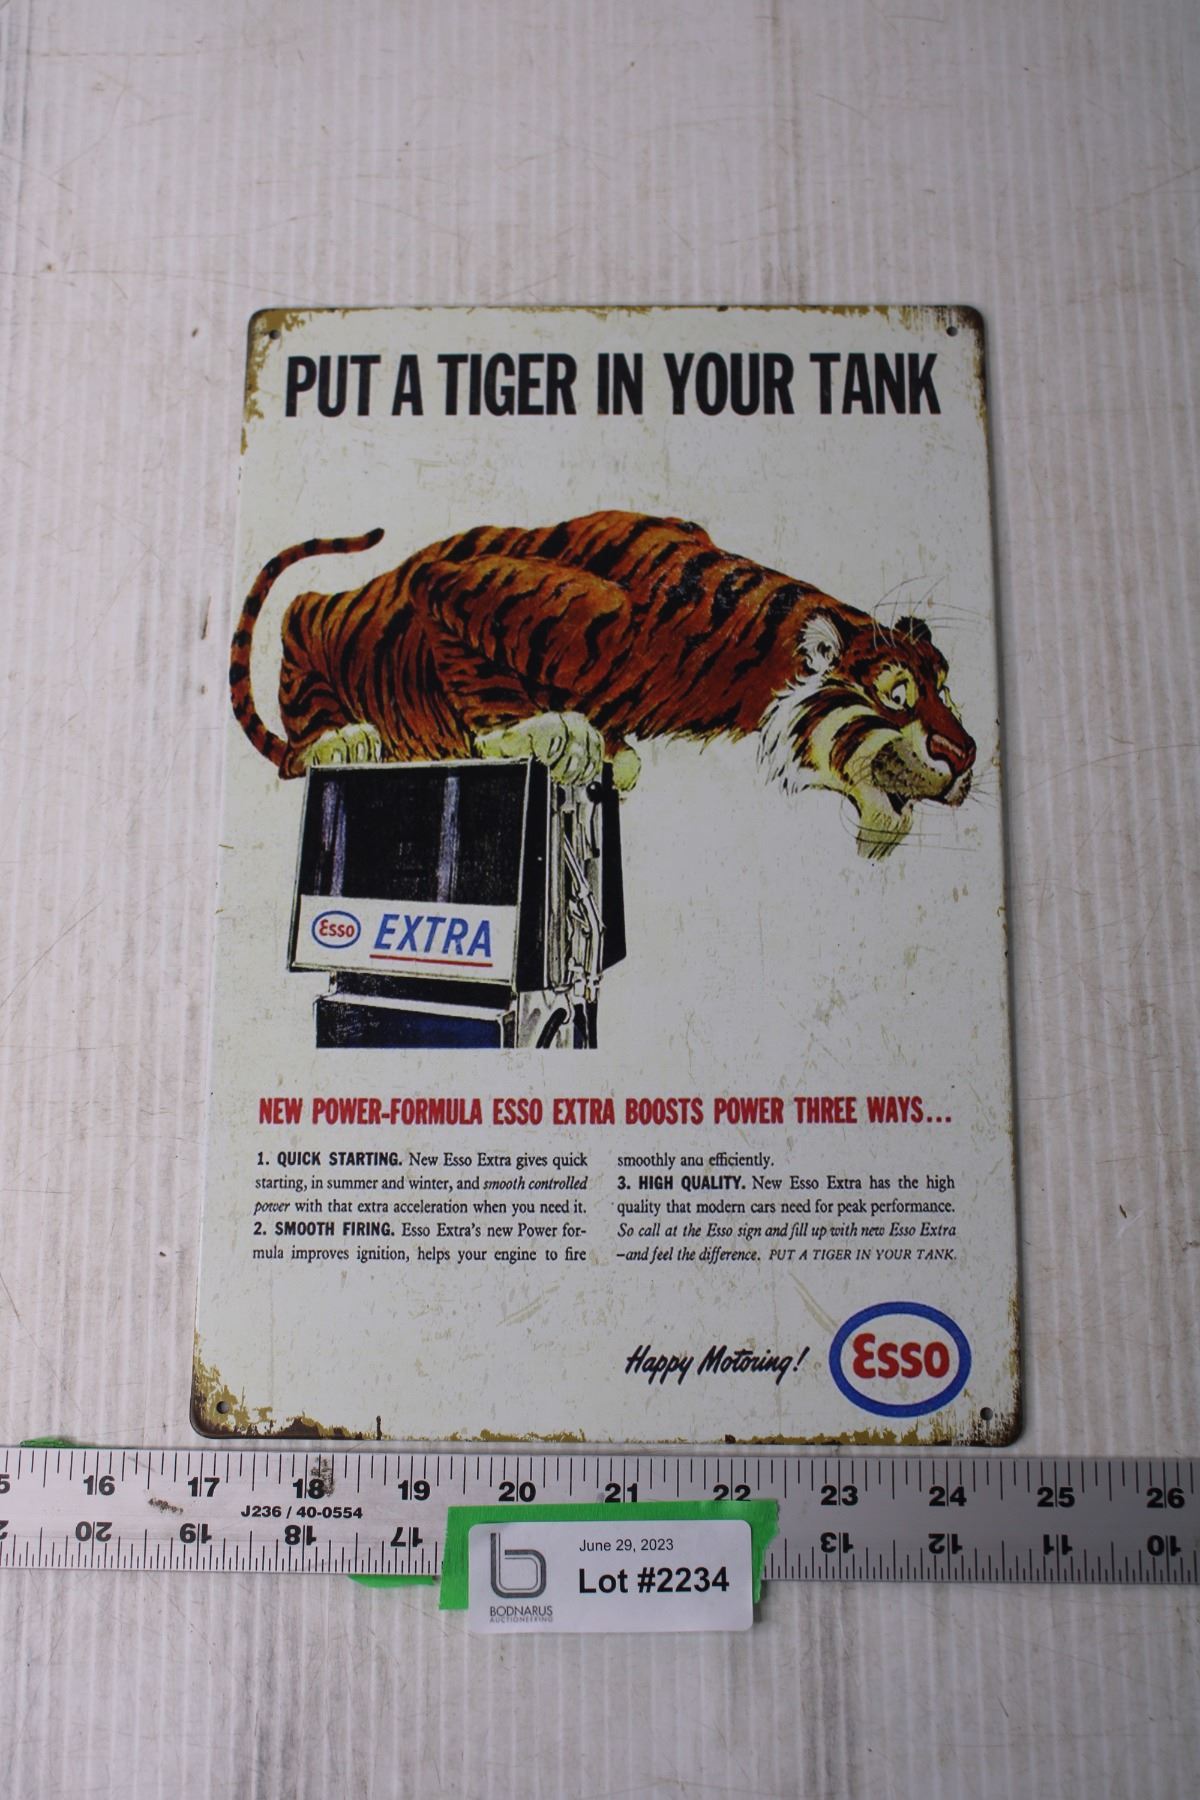 PUT A TIGER IN YOUR TANK
Esso EXTRA
NEW POWER-FORMULA ESSO EXTRA BOOSTS POWER THREE WAYS...
1. QUICK STARTING. New Esso Extra gives quick
starting, in summer and winter, and smooth controlled
power with that extra acceleration when you need it.
2. SMOOTH FIRING. Esso Extra's new Power for-
mula improves ignition, helps your engine to fire
smoothly and efficiently.
3. HIGH QUALITY. New Esso Extra has the high
quality that modern cars need for peak performance.
So call at the Esso sign and fill up with new Esso Extra
–and feel the difference. PUT A TIGER IN YOUR TANK.
Happy Motoring!
Esso
5 16 17 18 19 20 21 22 23 24 25 26
J236 / 40-0554
20 19 18 17 13 12 11 10
June 29, 2023
Lot #2234
b
BODNARUS
AUCTIONEERING